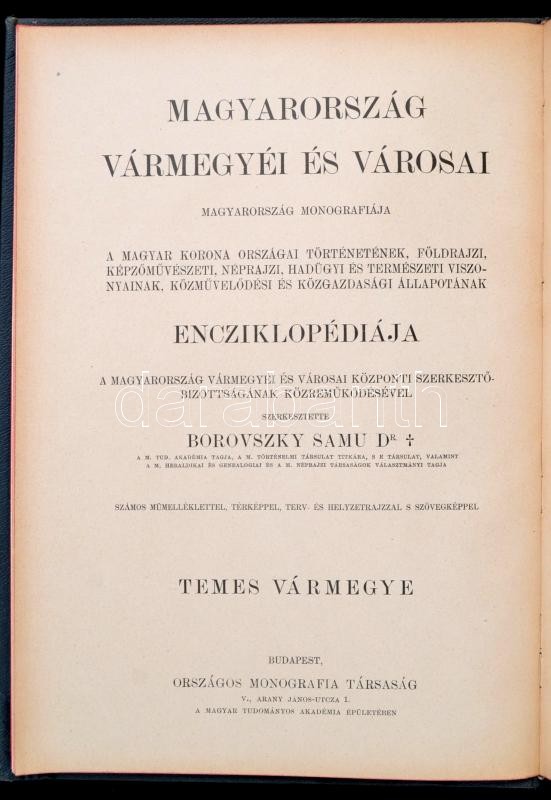 MAGYARORSZÁG
VÁRMEGYÉI ÉS VÁROSAI
MAGYARORSZÁG MONOGRAFIÁJA
A MAGYAR KORONA ORSZÁGAI TÖRTÉNETÉNEK, FÖLDRAJZI,
KÉPZŐMŰVÉSZETI, NÉPRAJZI, HADÜGYI ÉS TERMÉSZETI VISZO-
NYAINAK, KÖZMŰVELŐDÉSI ÉS KÖZGAZDASÁGI ÁLLAPOTÁNAK
ENCZIKLOPÉDIÁJA
A MAGYARORSZÁG VÁRMEGYÉI ÉS VÁROSAI KÖZPONTI SZERKESZTŐ-
BIZOTTSÁGÁNAK KÖZREMŰKÖDÉSÉVEL
SZERKESZTETTE
darabanth
BOROVSZKY SAMU DR. †
A M. TUD. AKADÉMIA TAGJA, A M. TÖRTÉNELMI TÁRSULAT TITKÁRA, S E TÁRSULAT, VALAMINT
A M. HERALDIKAI ÉS GENEALOGIAI ÉS A M. NÉPRAJZI TÁRSASÁGOK VÁLASZTMÁNYI TAGJA
SZÁMOS MŰMELLÉKLETTEL, TÉRKÉPPEL, TERV- ÉS HELYZETRAJZZAL S SZÖVEGKÉPPEL
TEMES VÁRMEGYE
BUDAPEST,
ORSZÁGOS MONOGRAFIA TÁRSASÁG
V., ARANY JÁNOS-UTCZA 1.
A MAGYAR TUDOMÁNYOS AKADÉMIA ÉPÜLETÉBEN